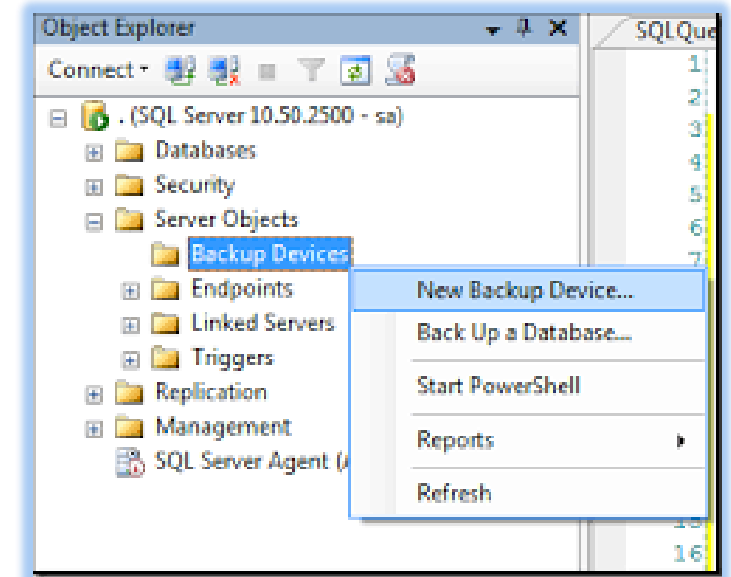 Object Explorer
SQLQue
Connect
. (SQL Server 10.50.2500 - sa)
Databases
Security
Server Objects
Backup Devices
Endpoints
Linked Servers
Triggers
Replication
Management
SQL Server Agent (A
New Backup Device...
Back Up a Database...
Start PowerShell
Reports
Refresh
1
2
3
4
5
6
7
15
16